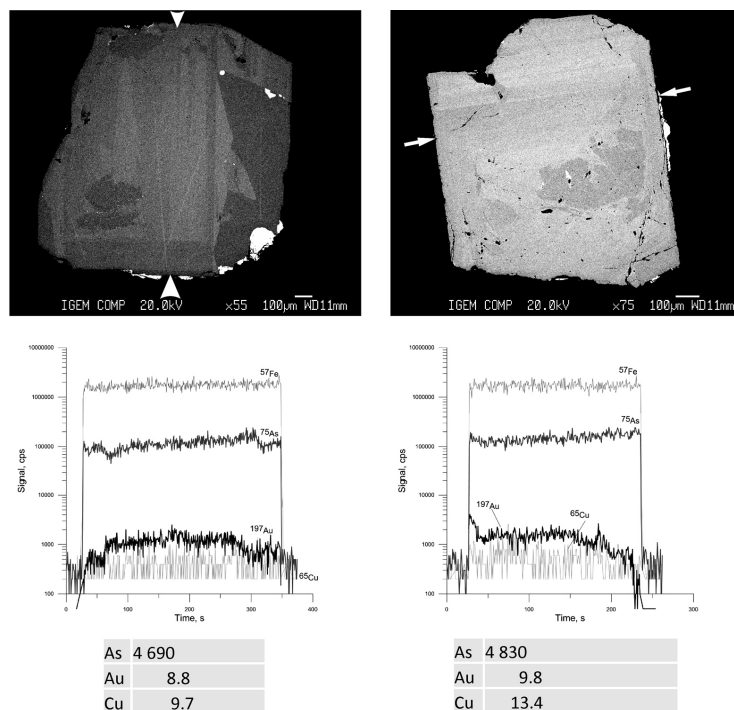 IGEM COMP 20.0kV ×55 100µm WD11mm
IGEM COMP 20.0kV ×75 100µm WD11mm
10000000
1000000
100000
10000
1000
100
Signal, cps
57Fe
75As
197Au
65Cu
0 100 200 300 400
Time, s
10000000
1000000
100000
10000
1000
100
Signal, cps
57Fe
75As
197Au
65Cu
0 100 200 300
Time, s
As 4 690
Au 8.8
Cu 9.7
As 4 830
Au 9.8
Cu 13.4